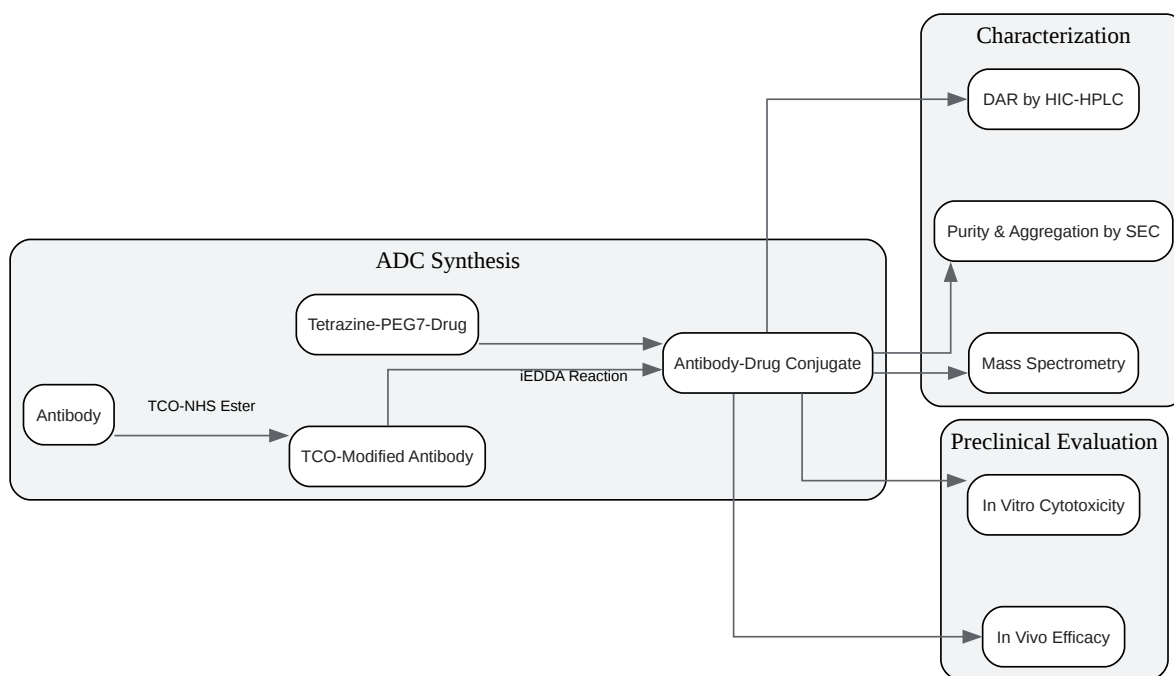 Characterization
DAR by HIC-HPLC
Purity & Aggregation by SEC
Mass Spectrometry
ADC Synthesis
Tetrazine-PEG7-Drug
Antibody-Drug Conjugate
iEDDA Reaction
Antibody
TCO-NHS Ester
TCO-Modified Antibody
Preclinical Evaluation
In Vitro Cytotoxicity
In Vivo Efficacy